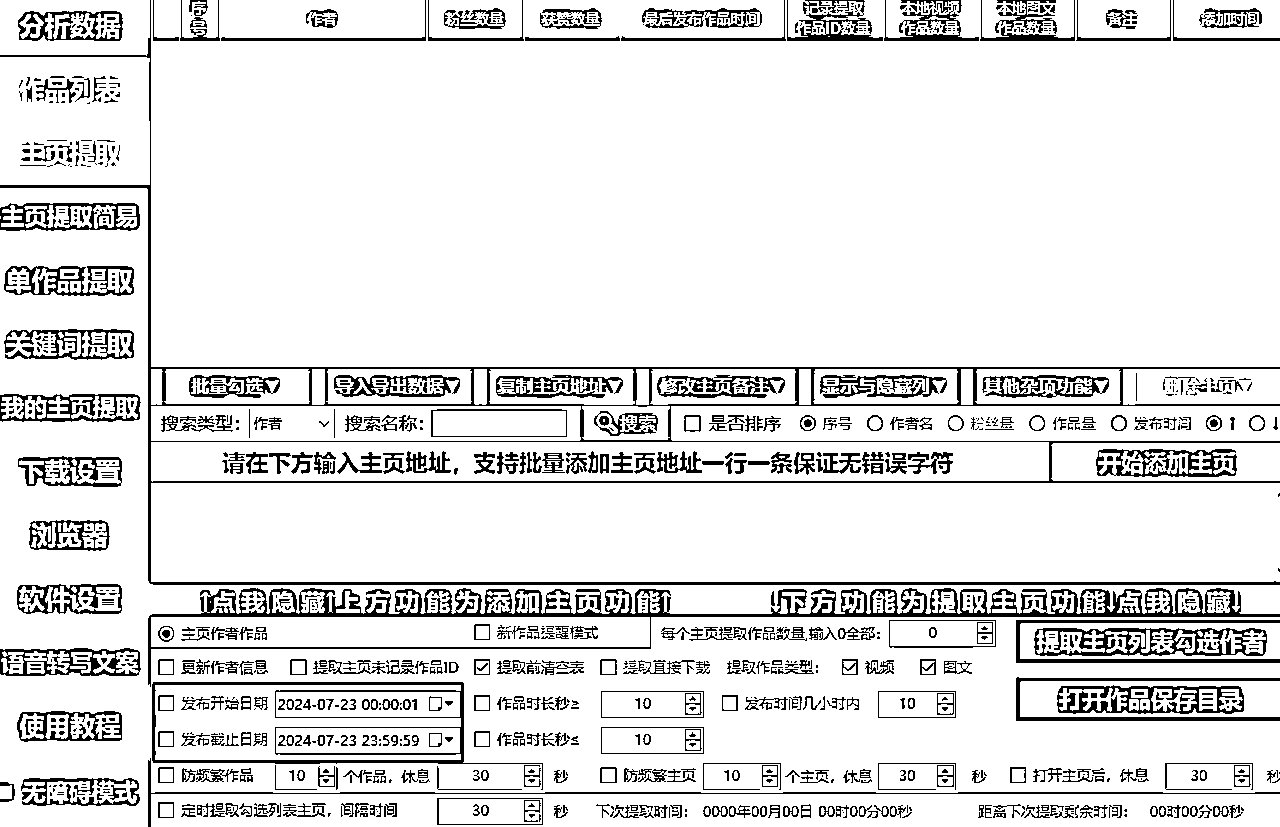 分析数据
作品列表
主页提取
主页提取简易
单作品提取
关键词提取
我的主页提取
下载设置
浏览器
软件设置
语音转写文案
使用教程
无障碍模式
序号 作者 粉丝数量 获赞数量 最后发布作品时间 记录提取作品ID数量 本地视频作品数量 本地图文作品数量 备注 添加时间
批量勾选▽ 导入导出数据▽ 复制主页地址▽ 修改主页备注▽ 显示与隐藏列▽ 其他杂项功能▽ 删除主页▽
搜索类型: 作者 搜索名称: 搜索 是否排序 序号 作者名 粉丝量 作品量 发布时间 ↑ ↓
请在下方输入主页地址，支持批量添加主页地址一行一条保证无错误字符 开始添加主页
↑点我隐藏↑上方功能为添加主页功能↑ ↓下方功能为提取主页功能↓点我隐藏↓
主页作者作品 新作品提醒模式 每个主页提取作品数量,输入0全部: 0 提取主页列表勾选作者
更新作者信息 提取主页未记录作品ID 提取前清空表 提取直接下载 提取作品类型: 视频 图文
发布开始日期 2024-07-23 00:00:01 作品时长秒≥ 10 发布时间几小时内 10 打开作品保存目录
发布截止日期 2024-07-23 23:59:59 作品时长秒≤ 10
防频繁作品 10 个作品，休息 30 秒 防频繁主页 10 个主页，休息 30 秒 打开主页后，休息 30 秒
定时提取勾选列表主页，间隔时间 30 秒 下次提取时间: 0000年00月00日 00时00分00秒 距离下次提取剩余时间: 00时00分00秒